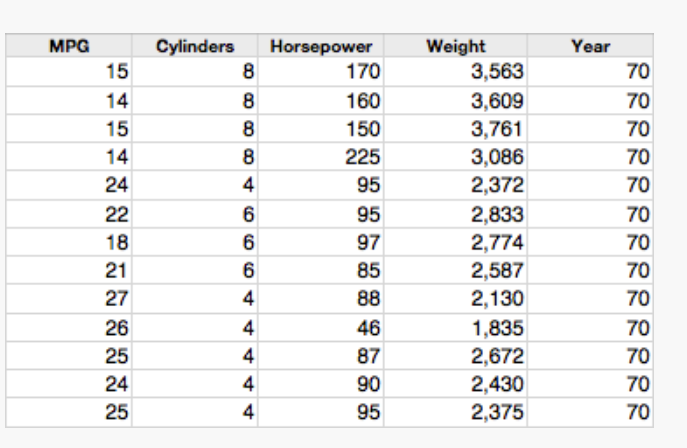 MPG Cylinders Horsepower Weight Year
15 8 170 3,563 70
14 8 160 3,609 70
15 8 150 3,761 70
14 8 225 3,086 70
24 4 95 2,372 70
22 6 95 2,833 70
18 6 97 2,774 70
21 6 85 2,587 70
27 4 88 2,130 70
26 4 46 1,835 70
25 4 87 2,672 70
24 4 90 2,430 70
25 4 95 2,375 70